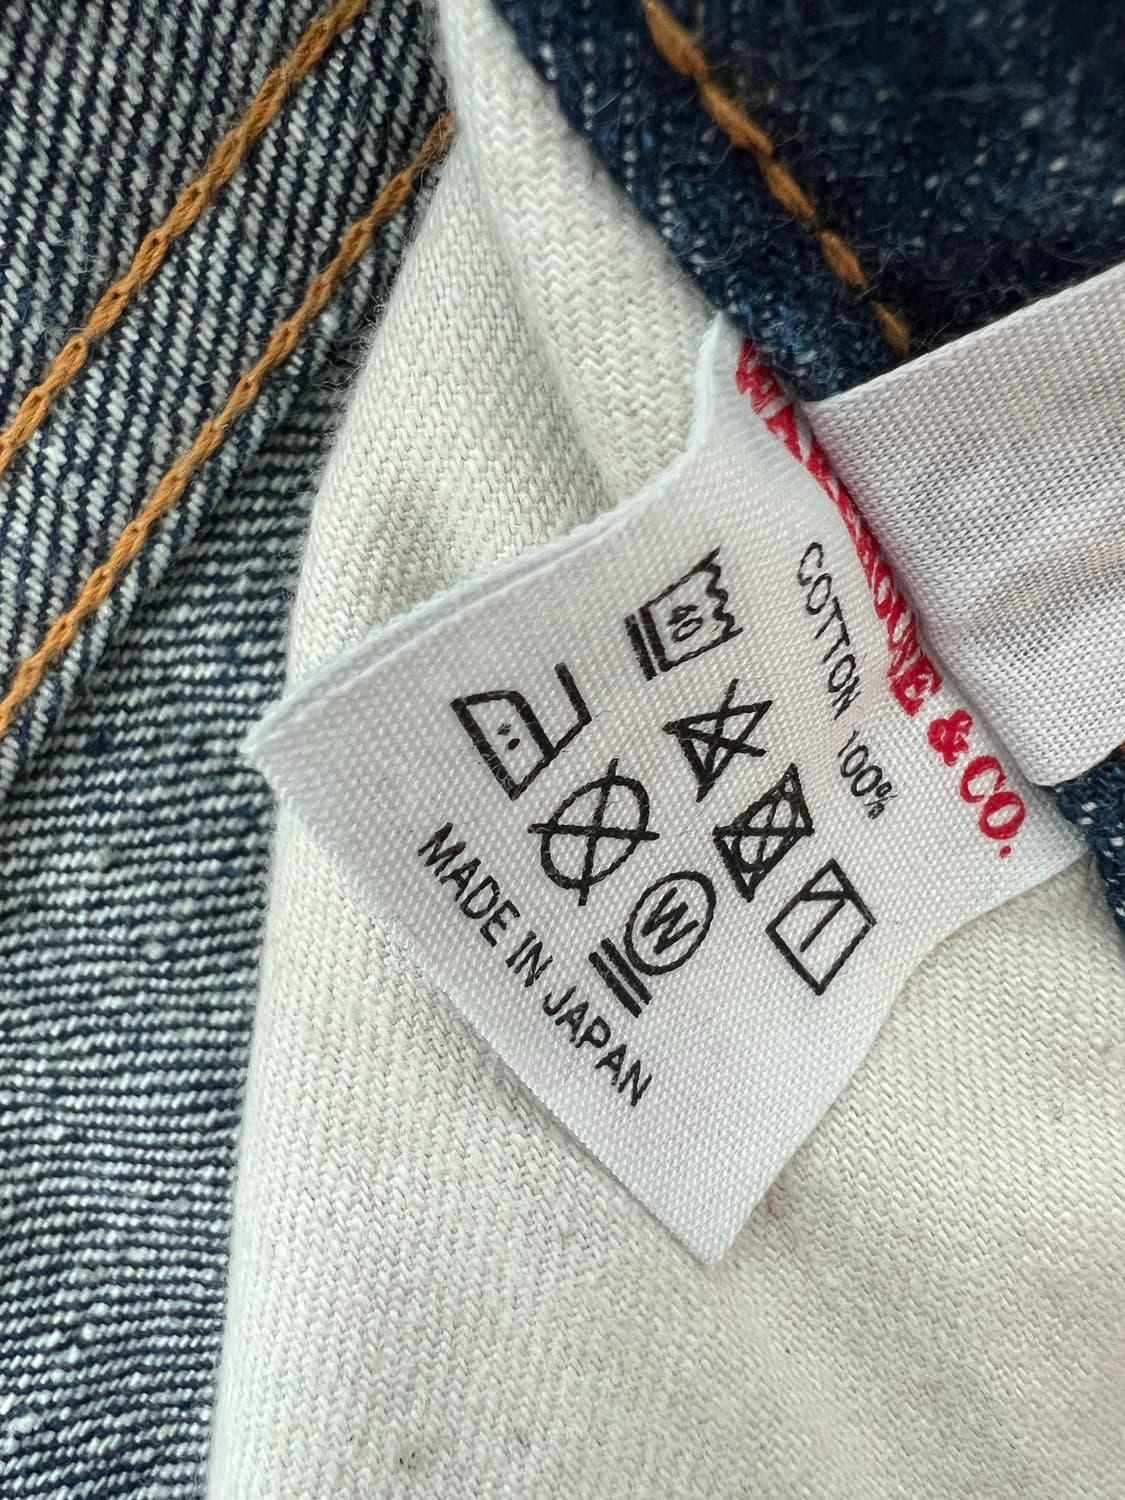 & CO.
COTTON 100%
40
W
MADE IN JAPAN